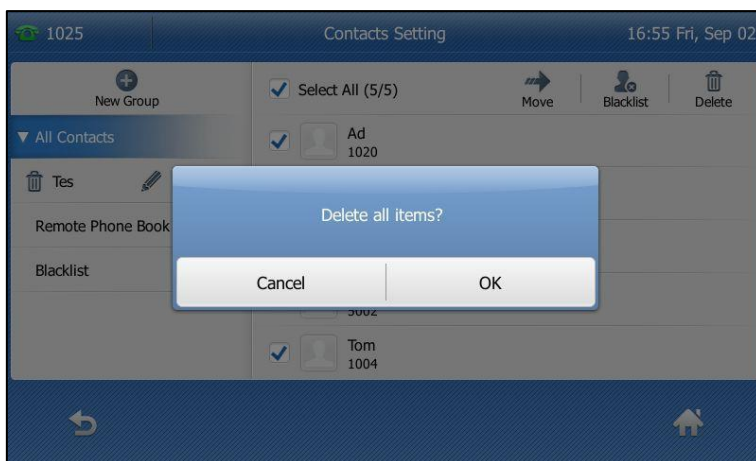 1025 Contacts Setting 16:55 Fri, Sep 02
New Group
Select All (5/5)
Move Blacklist Delete
All Contacts
Ad
1020
Tes
Remote Phone Book
Blacklist
Delete all items?
Cancel OK
5002
Tom
1004